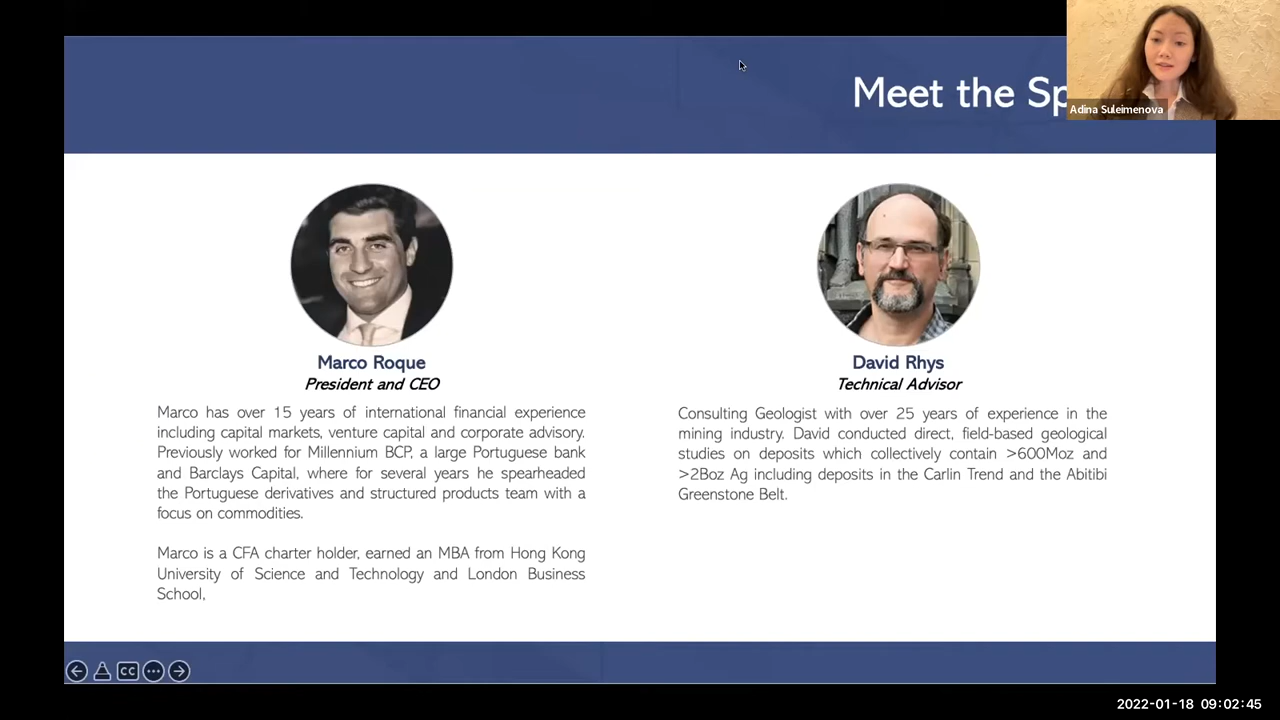 Meet the Sp
Adina Suleimenova
Marco Roque
President and CEO
Marco has over 15 years of international financial experience
including capital markets, venture capital and corporate advisory.
Previously worked for Millennium BCP, a large Portuguese bank
and Barclays Capital, where for several years he spearheaded
the Portuguese derivatives and structured products team with a
focus on commodities.
Marco is a CFA charter holder, earned an MBA from Hong Kong
University of Science and Technology and London Business
School,
David Rhys
Technical Advisor
Consulting Geologist with over 25 years of experience in the
mining industry. David conducted direct, field-based geological
studies on deposits which collectively contain >600Moz and
>2Boz Ag including deposits in the Carlin Trend and the Abitibi
Greenstone Belt.
CC
2022-01-18 09:02:45